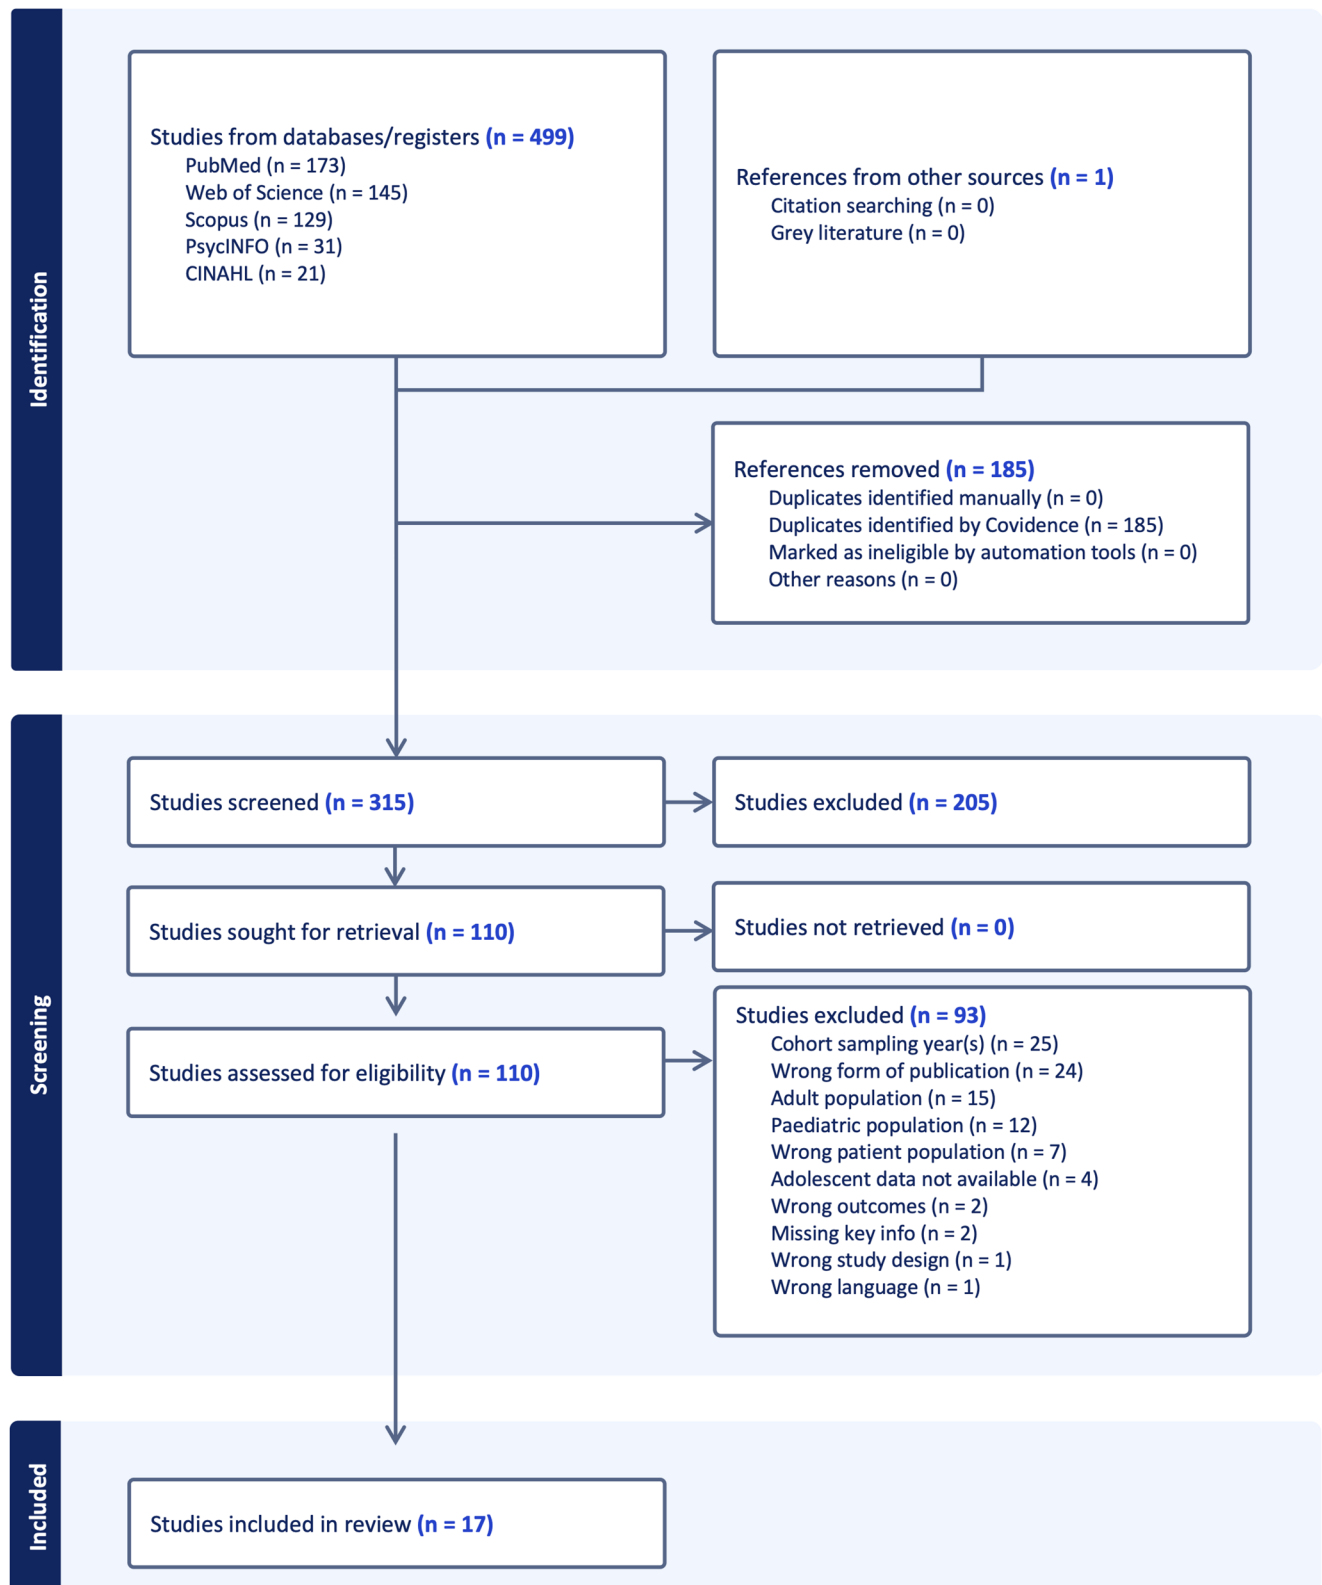 Identification
Studies from databases/registers (n = 499)
PubMed (n = 173)
Web of Science (n = 145)
Scopus (n = 129)
PsycINFO (n = 31)
CINAHL (n = 21)
References from other sources (n = 1)
Citation searching (n = 0)
Grey literature (n = 0)
References removed (n = 185)
Duplicates identified manually (n = 0)
Duplicates identified by Covidence (n = 185)
Marked as ineligible by automation tools (n = 0)
Other reasons (n = 0)
Screening
Studies screened (n = 315)
Studies excluded (n = 205)
Studies sought for retrieval (n = 110)
Studies not retrieved (n = 0)
Studies assessed for eligibility (n = 110)
Studies excluded (n = 93)
Cohort sampling year(s) (n = 25)
Wrong form of publication (n = 24)
Adult population (n = 15)
Paediatric population (n = 12)
Wrong patient population (n = 7)
Adolescent data not available (n = 4)
Wrong outcomes (n = 2)
Missing key info (n = 2)
Wrong study design (n = 1)
Wrong language (n = 1)
Included
Studies included in review (n = 17)